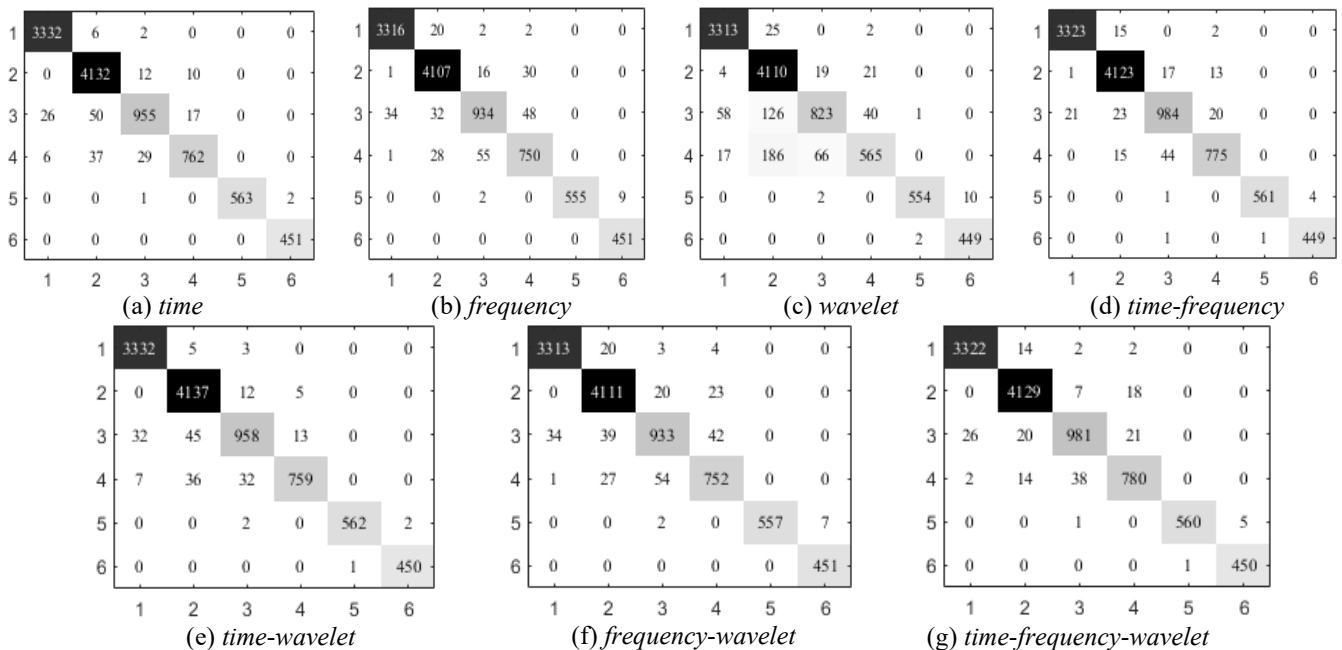 1 3332 6 2 0 0 0
2 0 4132 12 10 0 0
3 26 50 955 17 0 0
4 6 37 29 762 0 0
5 0 0 1 0 563 2
6 0 0 0 0 0 451
1 2 3 4 5 6
(a) time
1 3316 20 2 2 0 0
2 1 4107 16 30 0 0
3 34 32 934 48 0 0
4 1 28 55 750 0 0
5 0 0 2 0 555 9
6 0 0 0 0 0 451
1 2 3 4 5 6
(b) frequency
1 3313 25 0 2 0 0
2 4 4110 19 21 0 0
3 58 126 823 40 1 0
4 17 186 66 565 0 0
5 0 0 2 0 554 10
6 0 0 0 0 2 449
1 2 3 4 5 6
(c) wavelet
1 3323 15 0 2 0 0
2 1 4123 17 13 0 0
3 21 23 984 20 0 0
4 0 15 44 775 0 0
5 0 0 1 0 561 4
6 0 0 1 0 1 449
1 2 3 4 5 6
(d) time-frequency
1 3332 5 3 0 0 0
2 0 4137 12 5 0 0
3 32 45 958 13 0 0
4 7 36 32 759 0 0
5 0 0 2 0 562 2
6 0 0 0 0 1 450
1 2 3 4 5 6
(e) time-wavelet
1 3313 20 3 4 0 0
2 0 4111 20 23 0 0
3 34 39 933 42 0 0
4 1 27 54 752 0 0
5 0 0 2 0 557 7
6 0 0 0 0 0 451
1 2 3 4 5 6
(f) frequency-wavelet
1 3322 14 2 2 0 0
2 0 4129 7 18 0 0
3 26 20 981 21 0 0
4 2 14 38 780 0 0
5 0 0 1 0 560 5
6 0 0 0 0 1 450
1 2 3 4 5 6
(g) time-frequency-wavelet